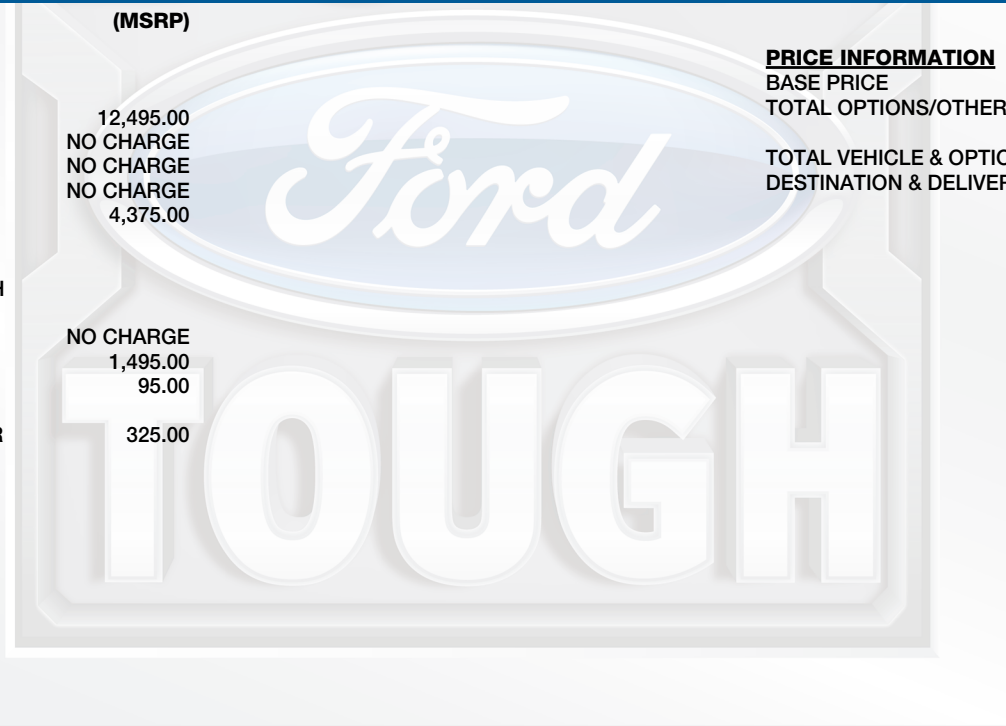 (MSRP)
12,495.00
NO CHARGE
NO CHARGE
NO CHARGE
4,375.00
NO CHARGE
1,495.00
95.00
R 325.00
PRICE INFORMATION
BASE PRICE
TOTAL OPTIONS/OTHER
TOTAL VEHICLE & OPTIO
DESTINATION & DELIVER
Ford
TOUGH